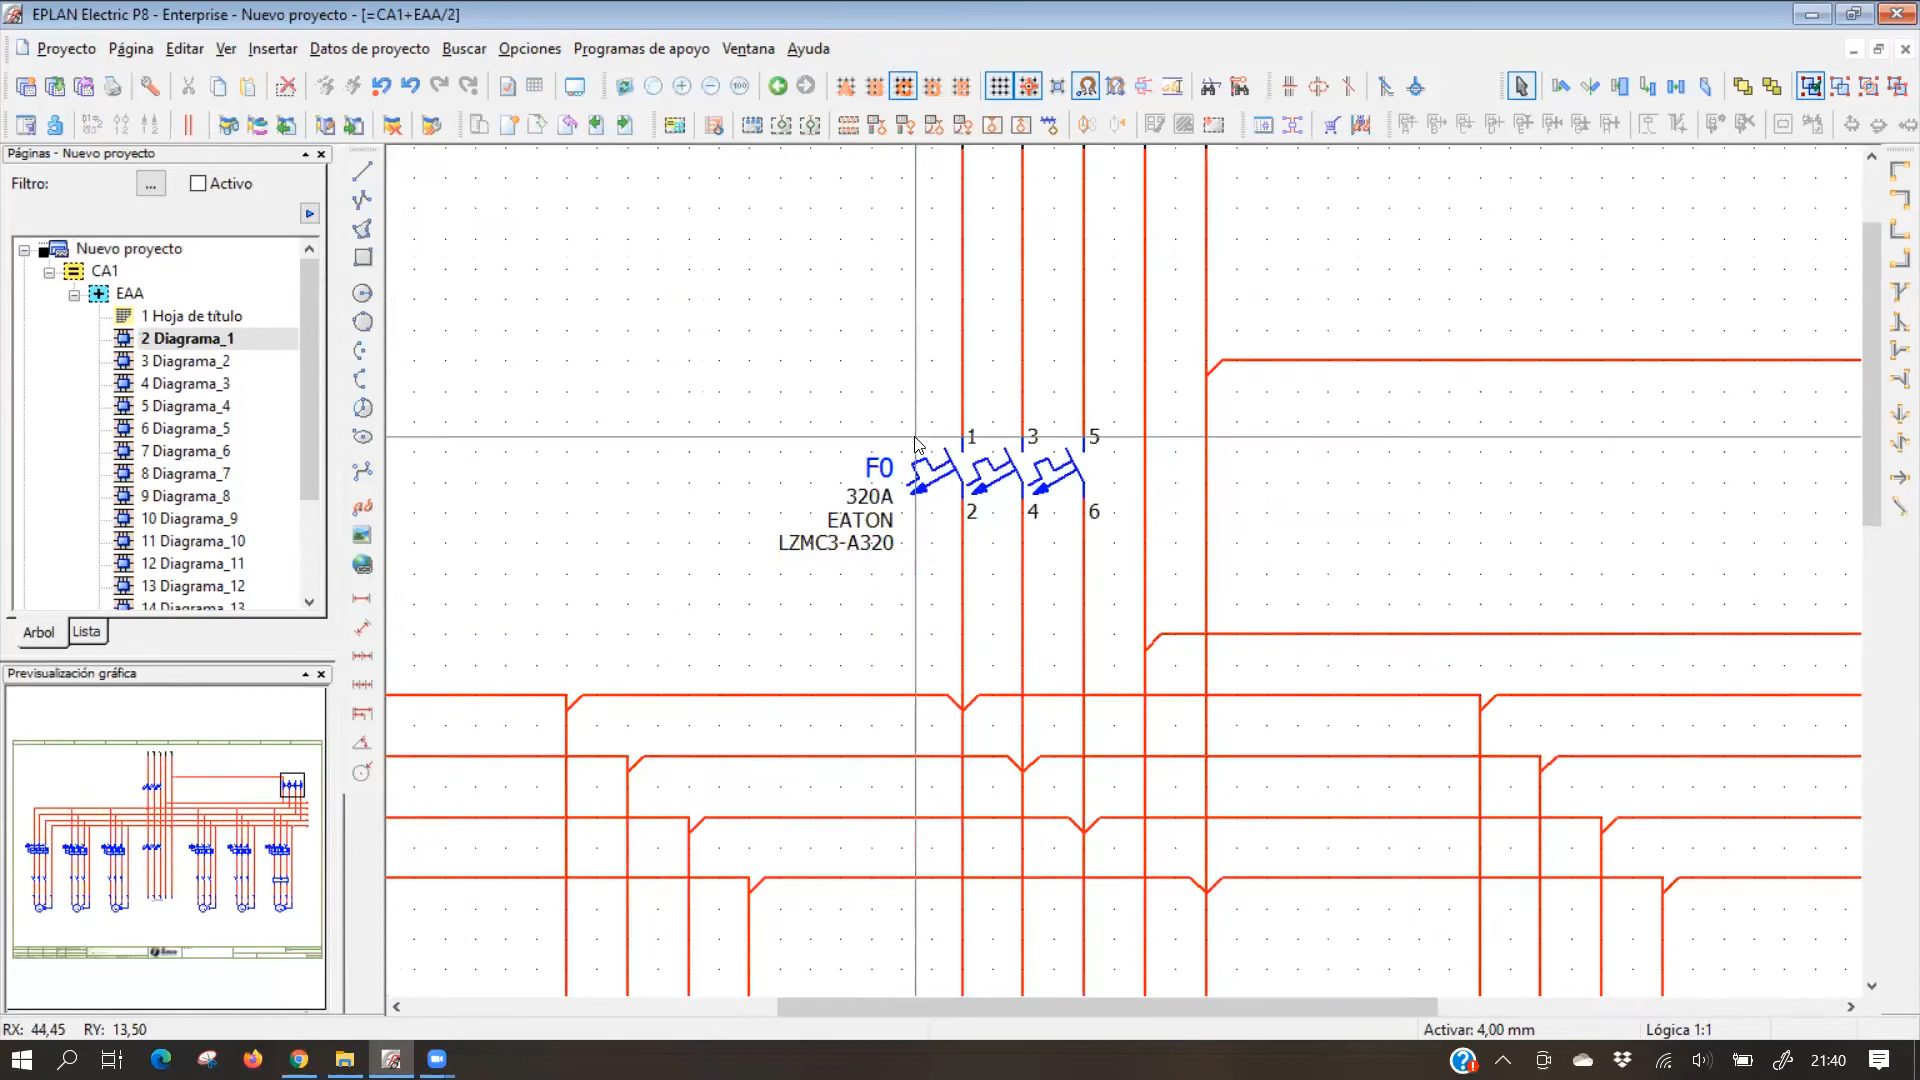 EPLAN Electric P8 - Enterprise - Nuevo proyecto - [=CA1+EAA/2]
Proyecto Página Editar Ver Insertar Datos de proyecto Buscar Opciones Programas de apoyo Ventana Ayuda
100
Páginas - Nuevo proyecto
Filtro: ... Activo
Nuevo proyecto
CA1
EAA
1 Hoja de título
2 Diagrama_1
3 Diagrama_2
4 Diagrama_3
5 Diagrama_4
6 Diagrama_5
7 Diagrama_6
8 Diagrama_7
9 Diagrama_8
10 Diagrama_9
11 Diagrama_10
12 Diagrama_11
13 Diagrama_12
14 Diagrama_13
Arbol Lista
Previsualización gráfica
1 3 5
F0
320A
EATON
LZMC3-A320
2 4 6
RX: 44,45 RY: 13,50 Activar: 4,00 mm Lógica 1:1
21:40